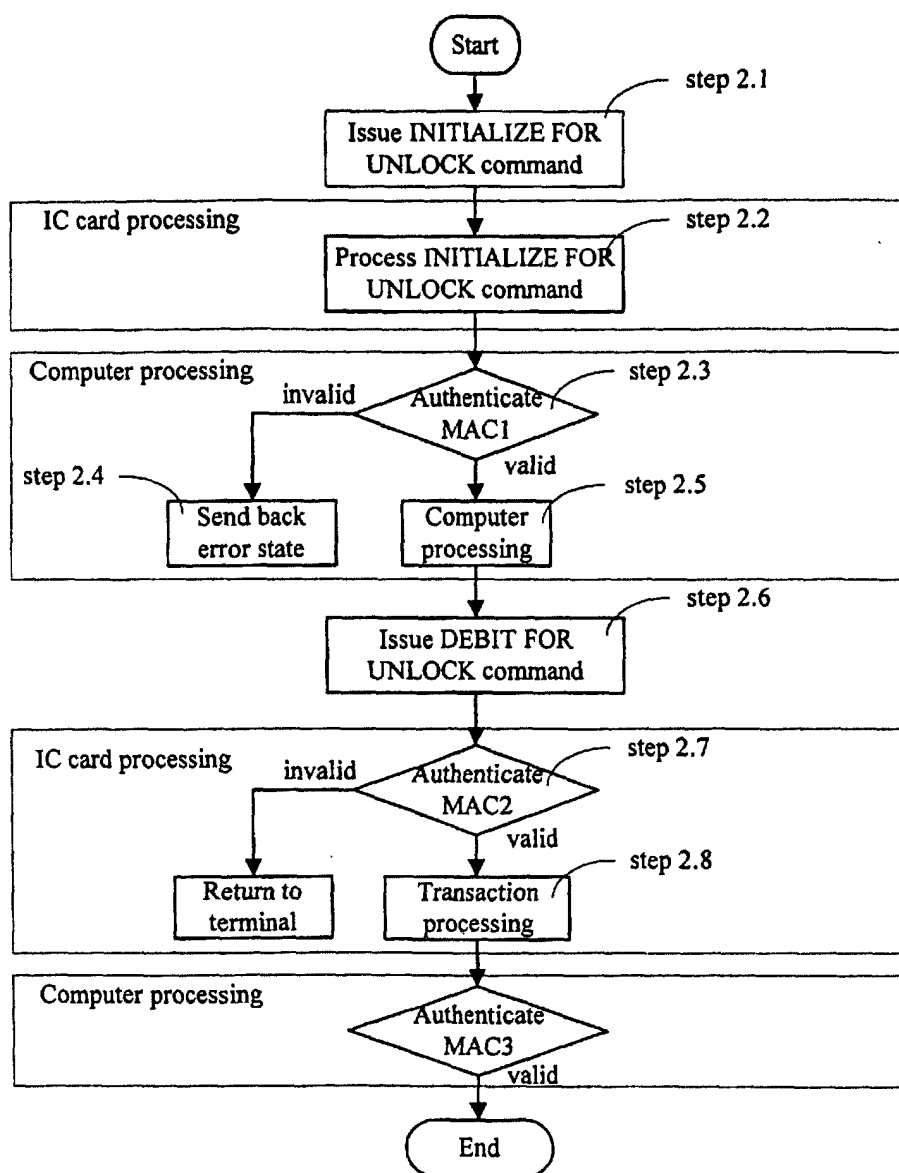 Start
step 2.1
Issue INITIALIZE FOR
UNLOCK command
IC card processing
step 2.2
Process INITIALIZE FOR
UNLOCK command
Computer processing
step 2.3
invalid
Authenticate
MAC1
valid
step 2.4
step 2.5
Send back
error state
Computer
processing
step 2.6
Issue DEBIT FOR
UNLOCK command
IC card processing
step 2.7
invalid
Authenticate
MAC2
valid
step 2.8
Return to
terminal
Transaction
processing
Computer processing
Authenticate
MAC3
valid
End